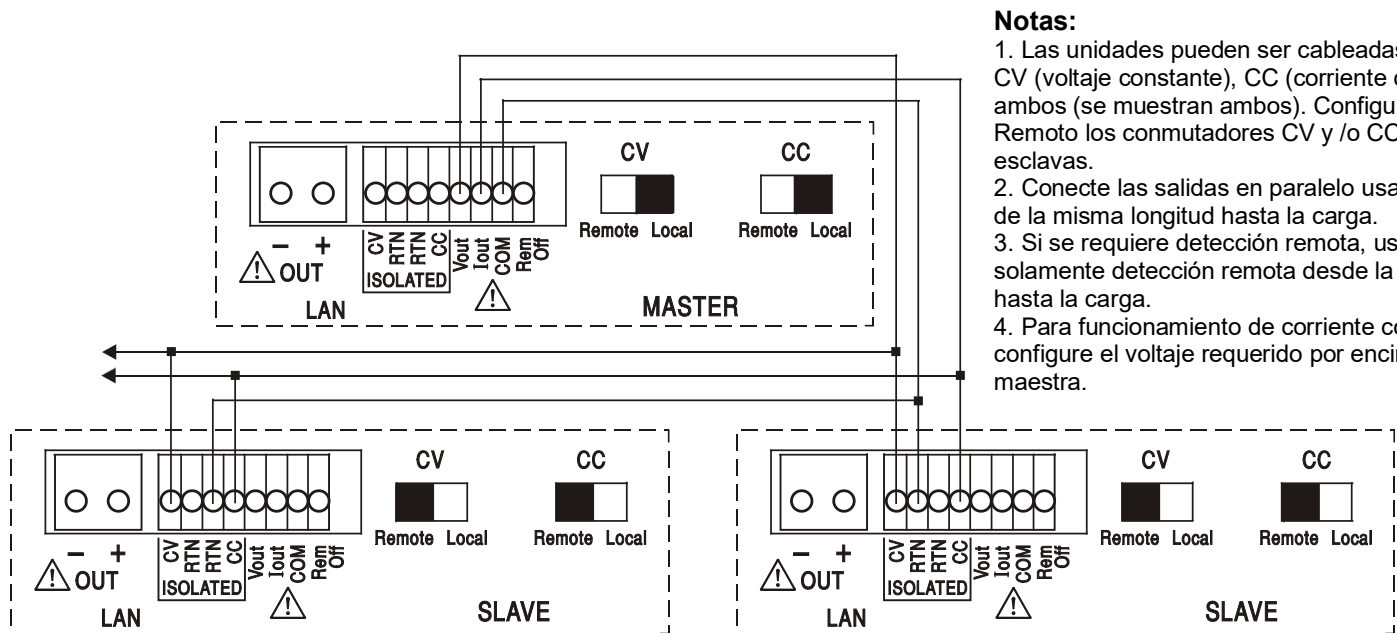 Notas:
1. Las unidades pueden ser cableadas
CV (voltaje constante), CC (corriente
ambos (se muestran ambos).
Remoto los conmutadores CV y /o CC
esclavas.
2. Conecte las salidas en paralelo
de la misma longitud hasta la carga.
3. Si se requiere detección remota,
solamente detección remota desde la
hasta la carga.
4. Para funcionamiento de corriente
configure el voltaje requerido por
maestra.
CV CC
Remote Local Remote Local
− +
OUT
CV
RTN
RTN
CC
Vout
Iout
COM
Rem
Off
ISOLATED
LAN MASTER
CV CC
Remote Local Remote Local
− +
OUT
CV
RTN
RTN
CC
Vout
Iout
COM
Rem
Off
ISOLATED
LAN SLAVE
CV CC
Remote Local Remote Local
− +
OUT
CV
RTN
RTN
CC
Vout
Iout
COM
Rem
Off
ISOLATED
LAN SLAVE